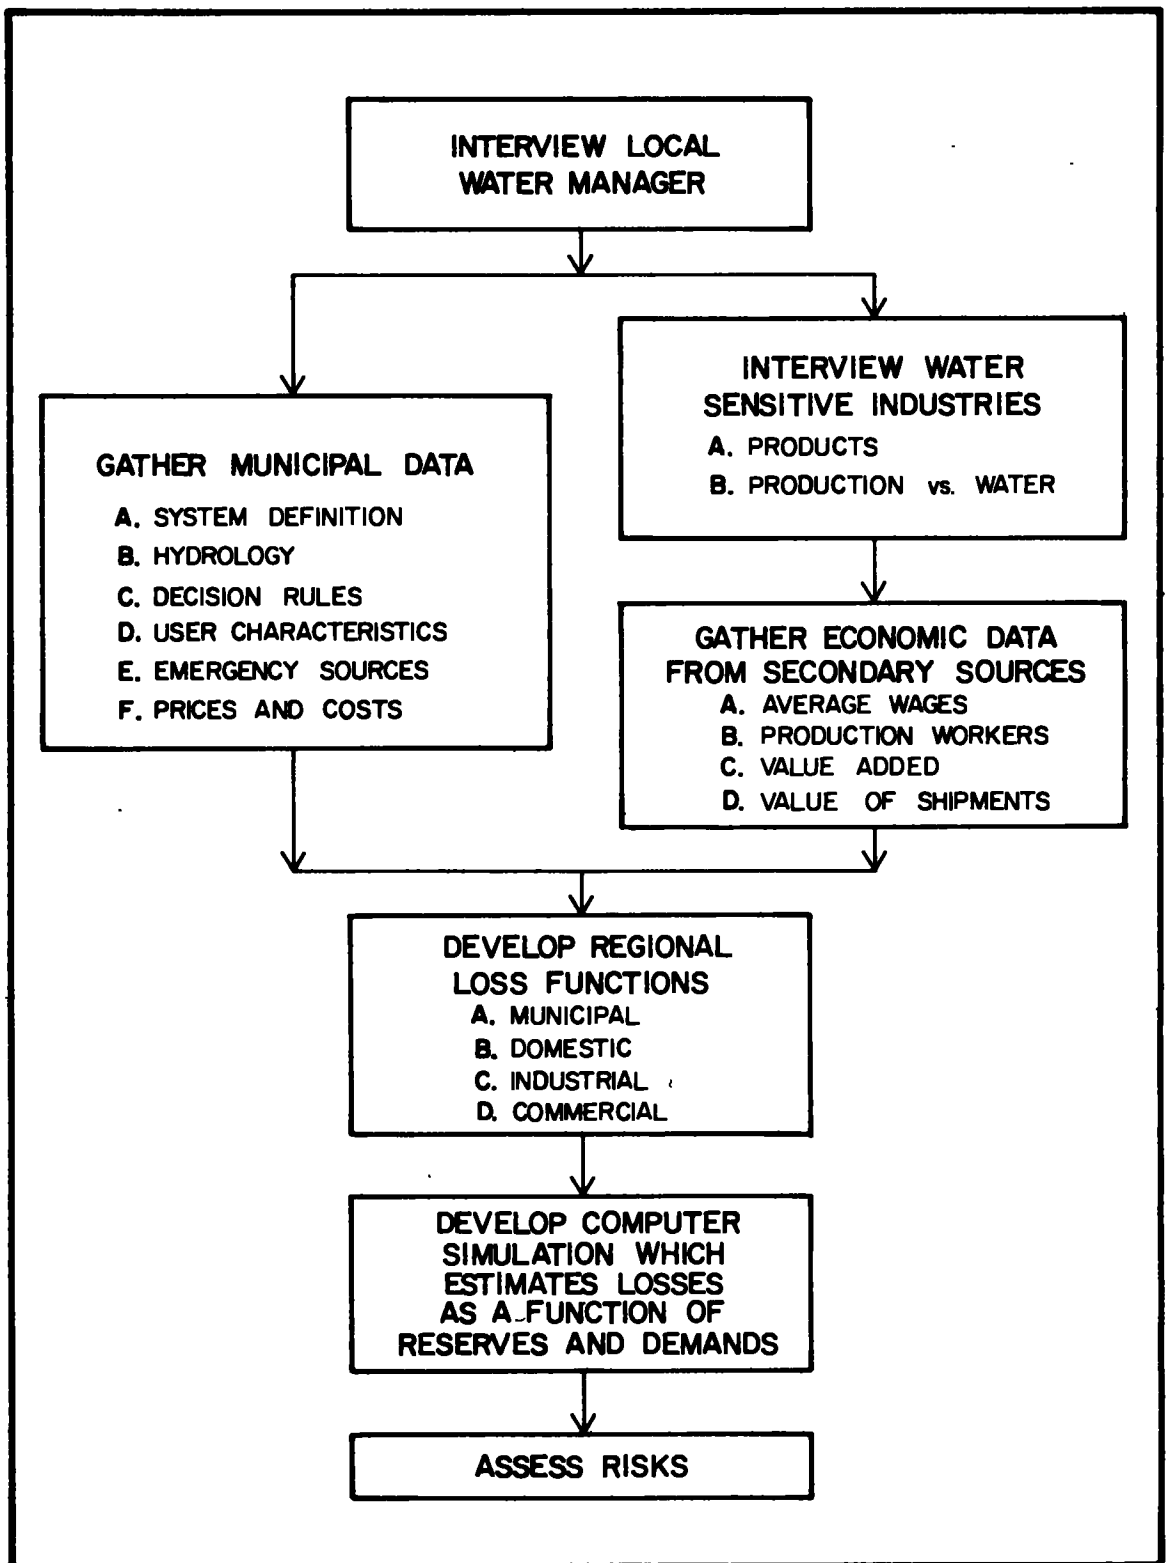 INTERVIEW LOCAL
WATER MANAGER
INTERVIEW WATER
SENSITIVE INDUSTRIES
A. PRODUCTS
B. PRODUCTION vs. WATER
GATHER MUNICIPAL DATA
A. SYSTEM DEFINITION
B. HYDROLOGY
C. DECISION RULES
D. USER CHARACTERISTICS
E. EMERGENCY SOURCES
F. PRICES AND COSTS
GATHER ECONOMIC DATA
FROM SECONDARY SOURCES
A. AVERAGE WAGES
B. PRODUCTION WORKERS
C. VALUE ADDED
D. VALUE OF SHIPMENTS
DEVELOP REGIONAL
LOSS FUNCTIONS
A. MUNICIPAL
B. DOMESTIC
C. INDUSTRIAL
D. COMMERCIAL
DEVELOP COMPUTER
SIMULATION WHICH
ESTIMATES LOSSES
AS A FUNCTION OF
RESERVES AND DEMANDS
ASSESS RISKS